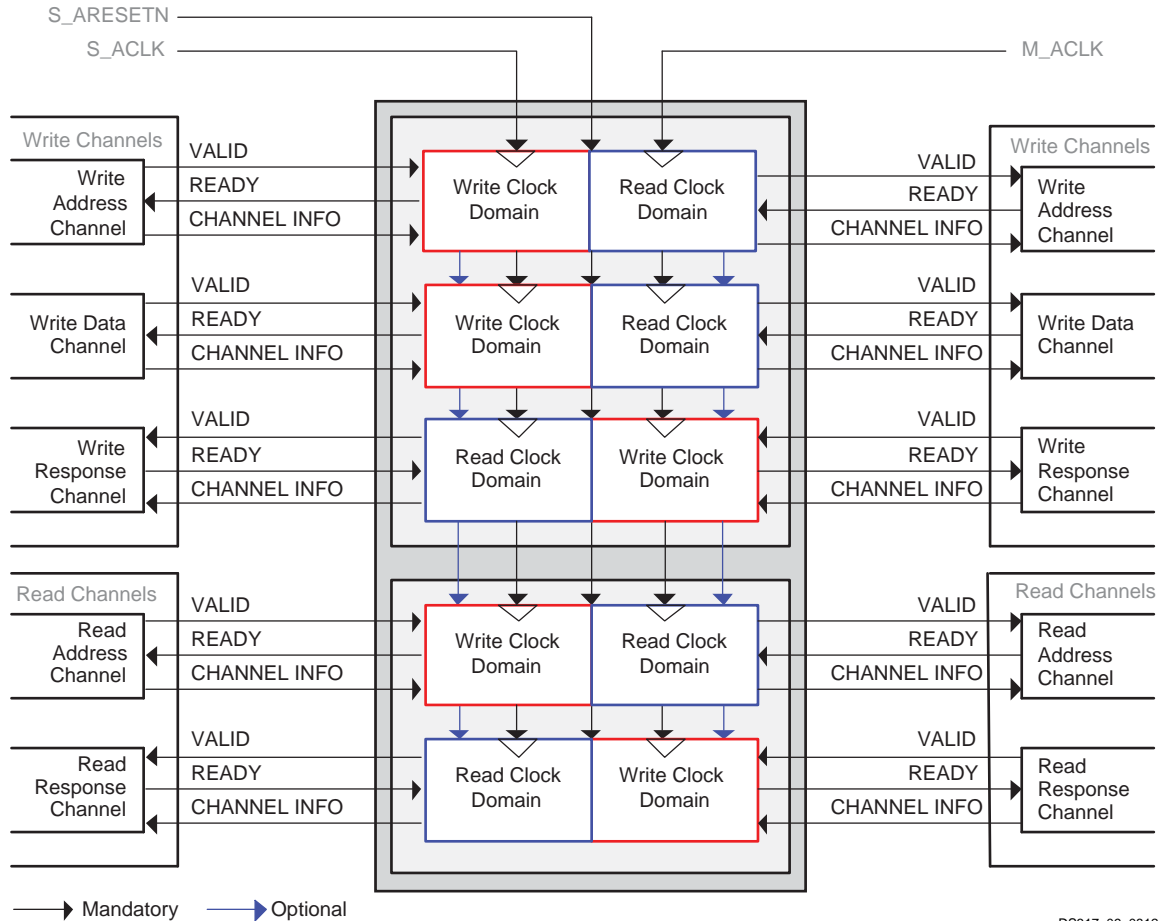 S_ARESETN
S_ACLK
M_ACLK
Write Channels
Write
Address
Channel
VALID
READY
CHANNEL INFO
Write Clock
Domain
Read Clock
Domain
VALID
READY
CHANNEL INFO
Write Channels
Write
Address
Channel
Write Data
Channel
VALID
READY
CHANNEL INFO
Write Clock
Domain
Read Clock
Domain
VALID
READY
CHANNEL INFO
Write Data
Channel
Write
Response
Channel
VALID
READY
CHANNEL INFO
Read Clock
Domain
Write Clock
Domain
VALID
READY
CHANNEL INFO
Write
Response
Channel
Read Channels
Read
Address
Channel
VALID
READY
CHANNEL INFO
Write Clock
Domain
Read Clock
Domain
VALID
READY
CHANNEL INFO
Read Channels
Read
Address
Channel
Read
Response
Channel
VALID
READY
CHANNEL INFO
Read Clock
Domain
Write Clock
Domain
VALID
READY
CHANNEL INFO
Read
Response
Channel
Mandatory
Optional